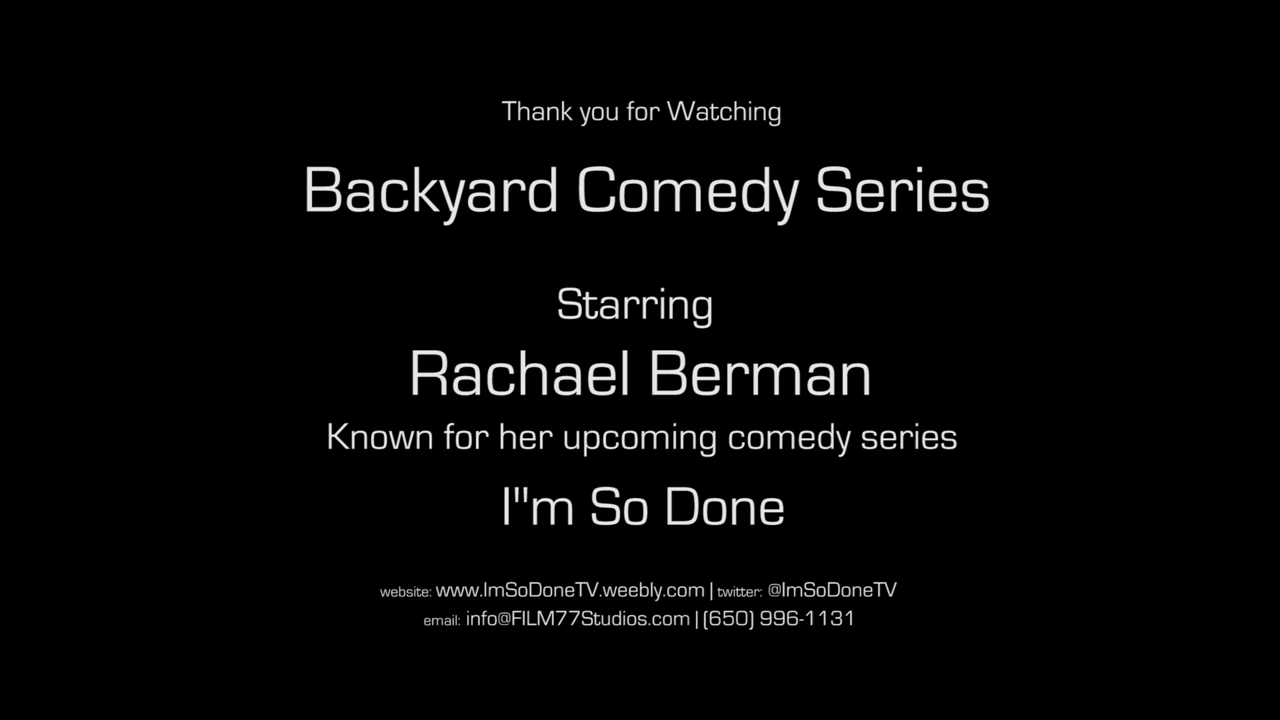 Thank you for Watching
Backyard Comedy Series
Starring
Rachael Berman
Known for her upcoming comedy series
I"m So Done
website: www.ImSoDoneTV.weebly.com | twitter: @ImSoDoneTV
email: info@FILM77Studios.com | (650) 996-1131